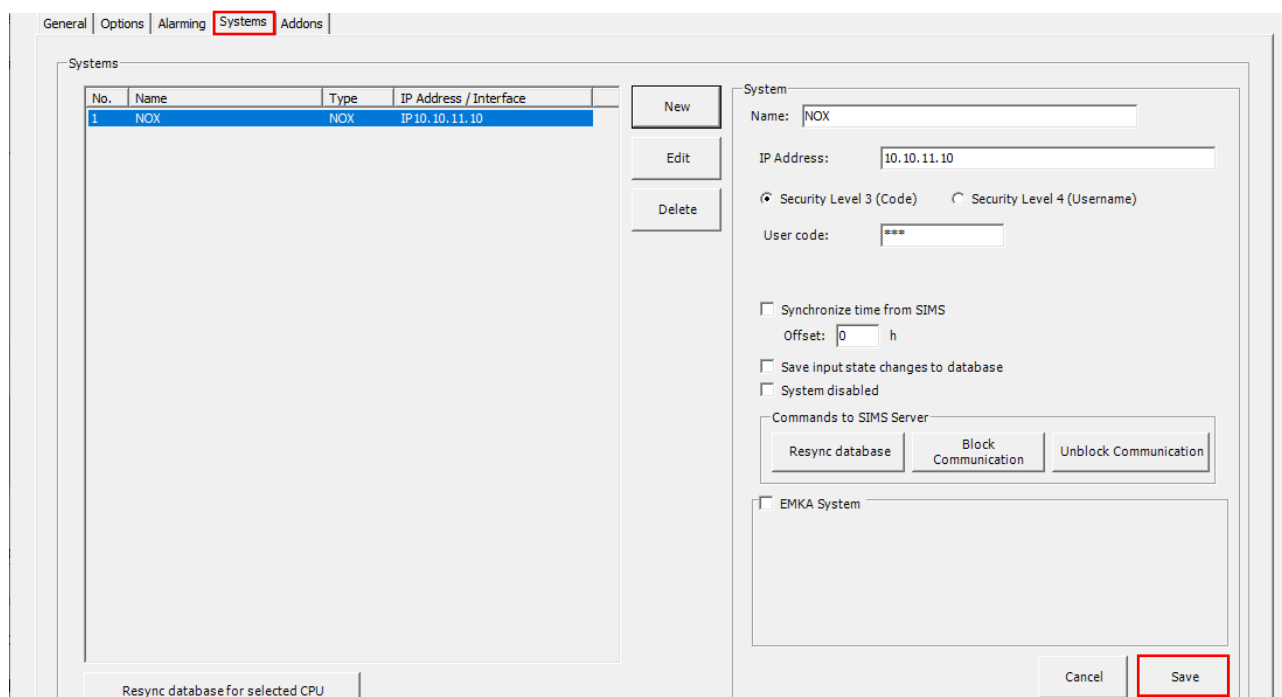 General Options Alarming Systems Addons
Systems
No. Name Type IP Address / Interface
1 NOX NOX IP10.10.11.10
New
Edit
Delete
System
Name: NOX
IP Address: 10.10.11.10
Security Level 3 (Code) Security Level 4 (Username)
User code: ***
Synchronize time from SIMS
Offset: 0 h
Save input state changes to database
System disabled
Commands to SIMS Server
Resync database
Block
Communication
Unblock Communication
EMKA System
Cancel Save
Resync database for selected CPU